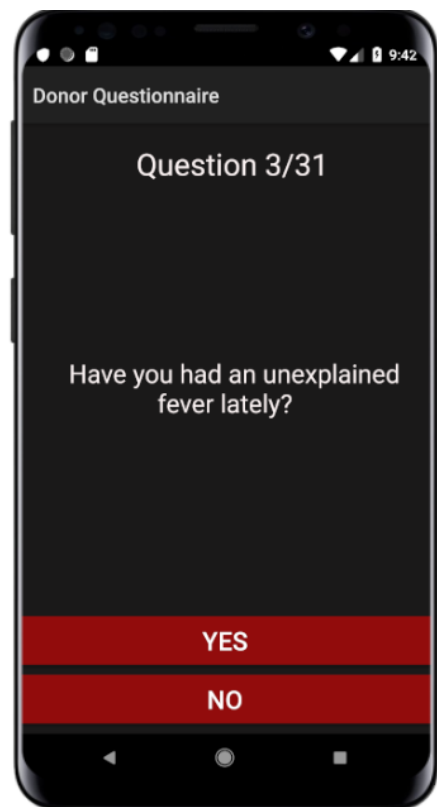 9:42
Donor Questionnaire
Question 3/31
Have you had an unexplained
fever lately?
YES
NO